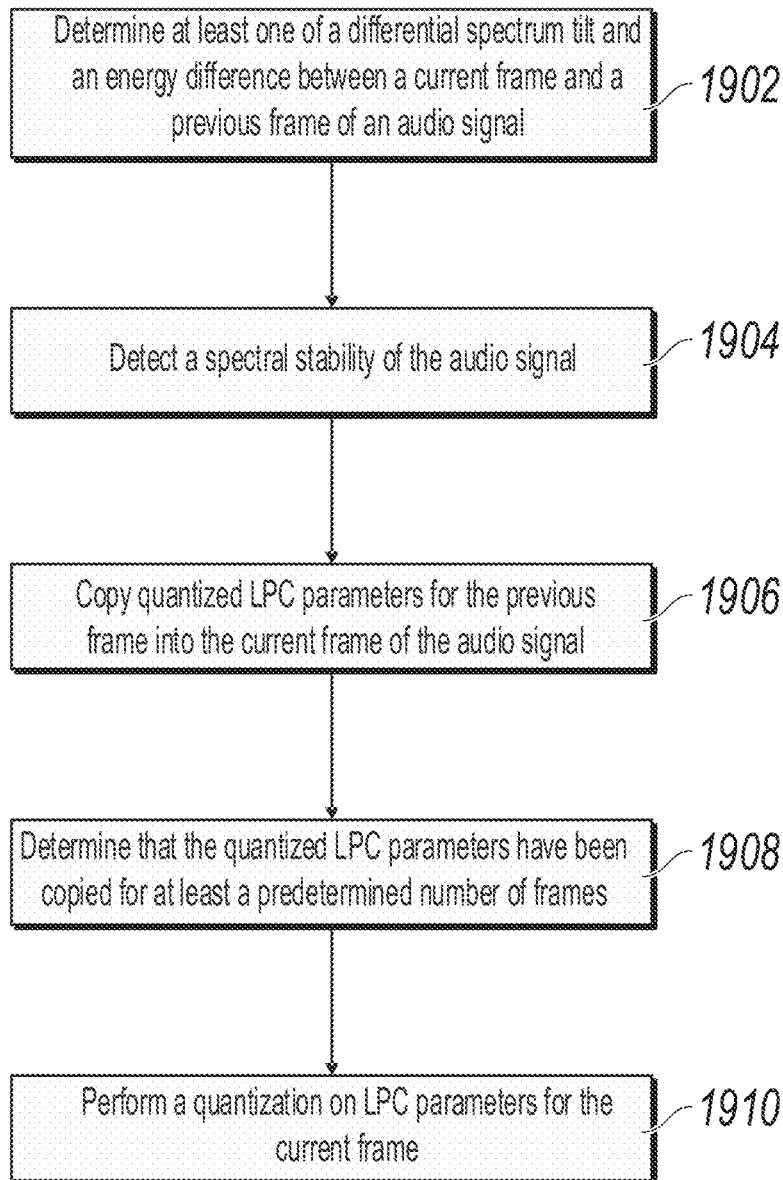 Determine at least one of a differential spectrum tilt and
an energy difference between a current frame and a
previous frame of an audio signal
1902
Detect a spectral stability of the audio signal
1904
Copy quantized LPC parameters for the previous
frame into the current frame of the audio signal
1906
Determine that the quantized LPC parameters have been
copied for at least a predetermined number of frames
1908
Perform a quantization on LPC parameters for the
current frame
1910